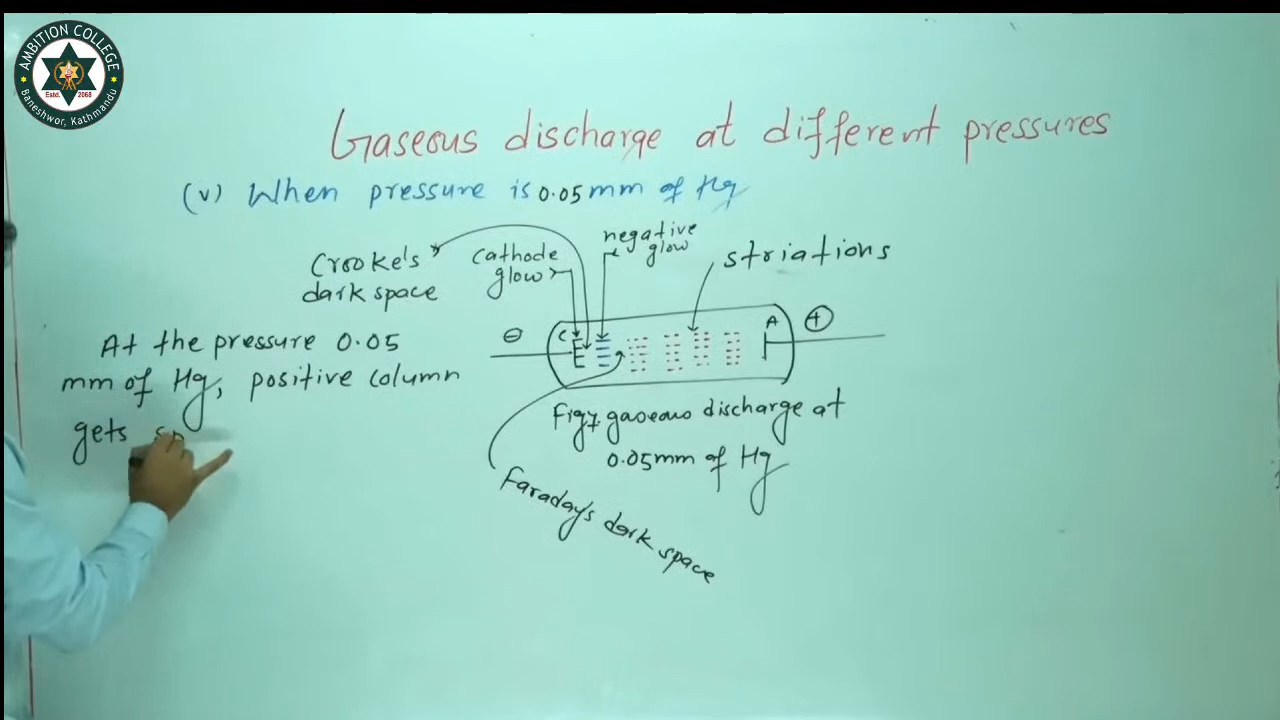 AMBITION COLLEGE
Estd. 2068
Baneshwor, Kathmandu
Gaseous discharge at different pressures
(v) When pressure is 0.05 mm of Hg
Crooke's
dark space
cathode
glow
negative
glow
striations
⊖
C
A
⊕
At the pressure 0.05
mm of Hg, positive column
gets sp
Fig: gaseous discharge at
0.05mm of Hg
Faraday's dark space